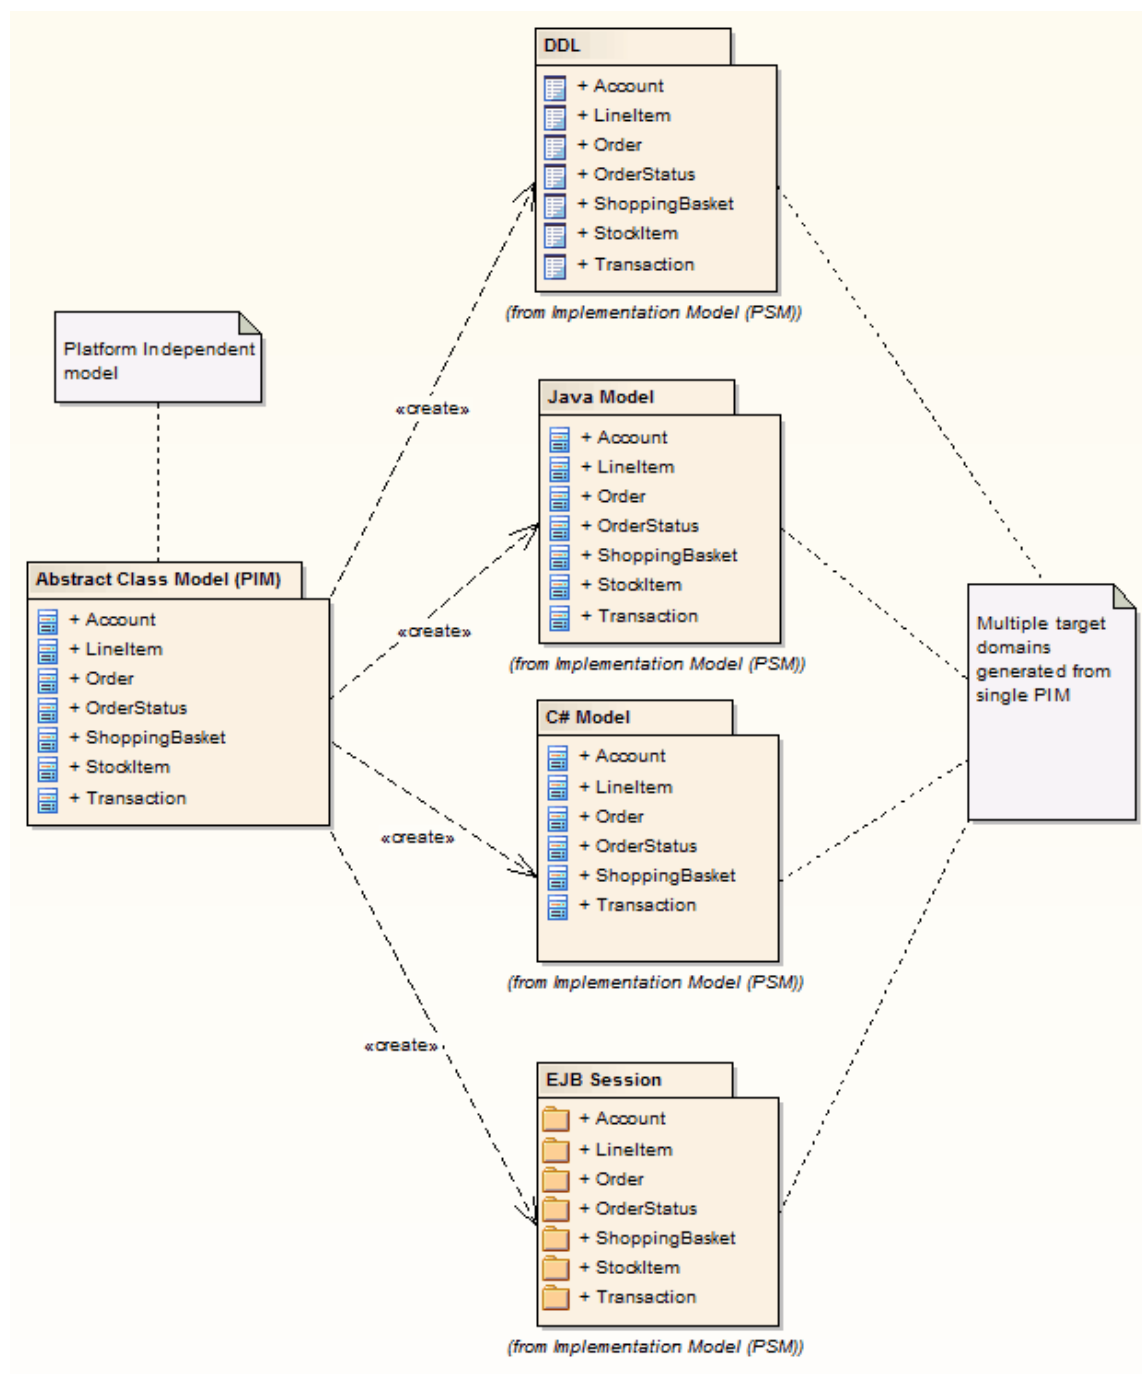 DDL
+ Account
+ LineItem
+ Order
+ OrderStatus
+ ShoppingBasket
+ StockItem
+ Transaction
(from Implementation Model (PSM))
Platform Independent
model
«create»
Java Model
+ Account
+ LineItem
+ Order
+ OrderStatus
+ ShoppingBasket
+ StockItem
+ Transaction
(from Implementation Model (PSM))
«create»
Abstract Class Model (PIM)
+ Account
+ LineItem
+ Order
+ OrderStatus
+ ShoppingBasket
+ StockItem
+ Transaction
Multiple target
domains
generated from
single PIM
C# Model
+ Account
+ LineItem
+ Order
+ OrderStatus
+ ShoppingBasket
+ Transaction
(from Implementation Model (PSM))
«create»
«create»
EJB Session
+ Account
+ LineItem
+ Order
+ OrderStatus
+ ShoppingBasket
+ StockItem
+ Transaction
(from Implementation Model (PSM))